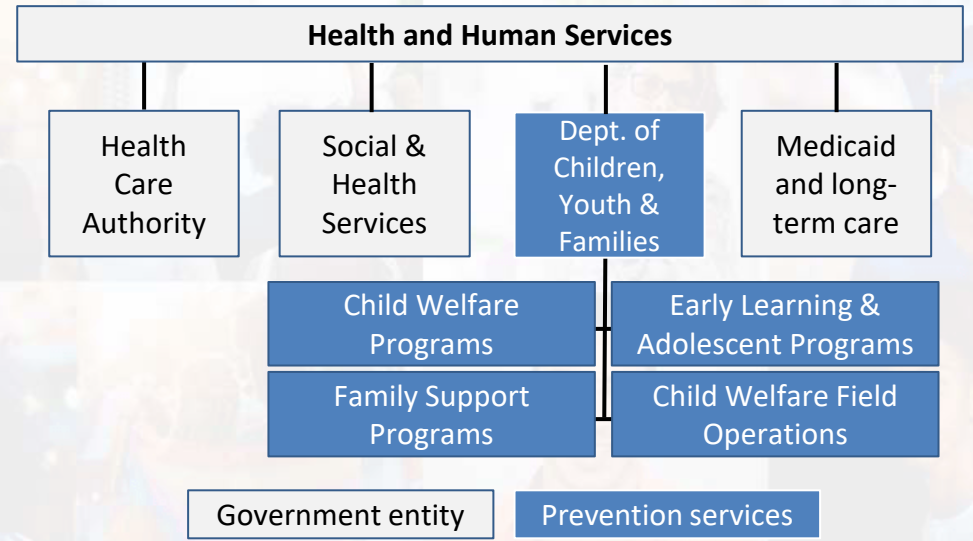 Health and Human Services
Health
Care
Authority
Social &
Health
Services
Dept. of
Children,
Youth &
Families
Medicaid
and long-
term care
Child Welfare
Programs
Early Learning &
Adolescent Programs
Family Support
Programs
Child Welfare Field
Operations
Government entity
Prevention services